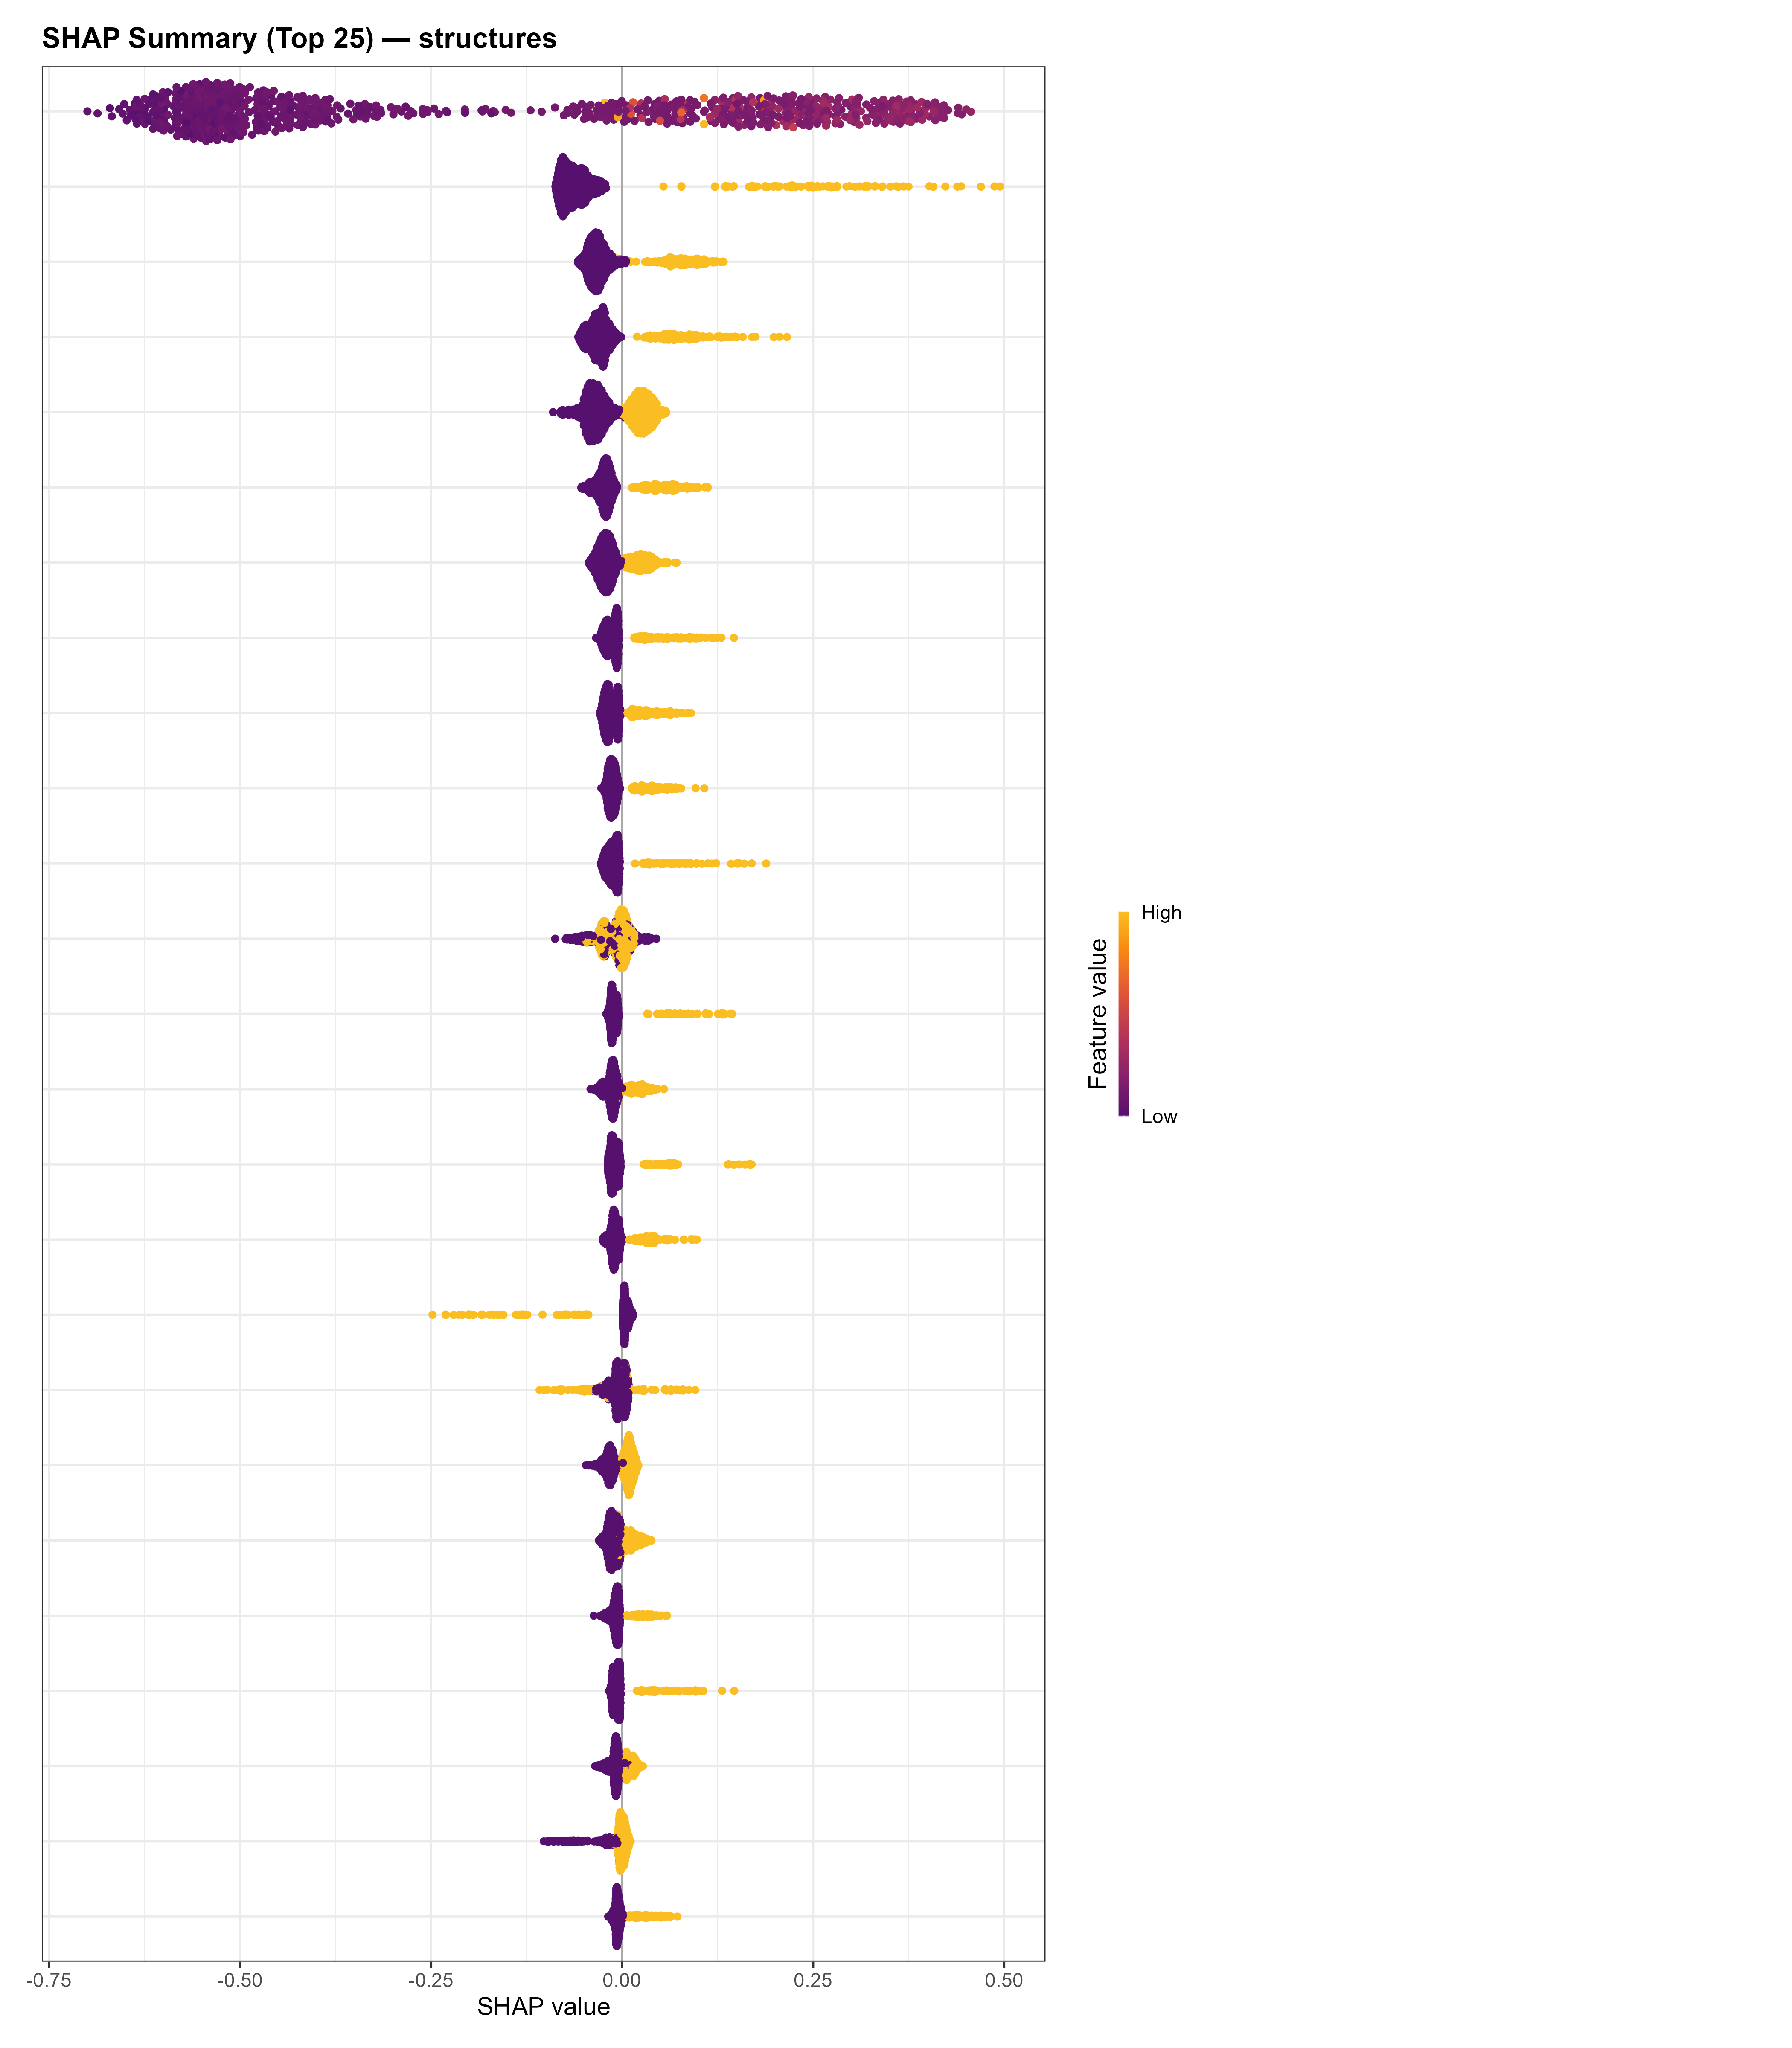 SHAP Summary (Top 25) — structures
High
Feature value
Low
-0.75 -0.50 -0.25 0.00 0.25 0.50
SHAP value